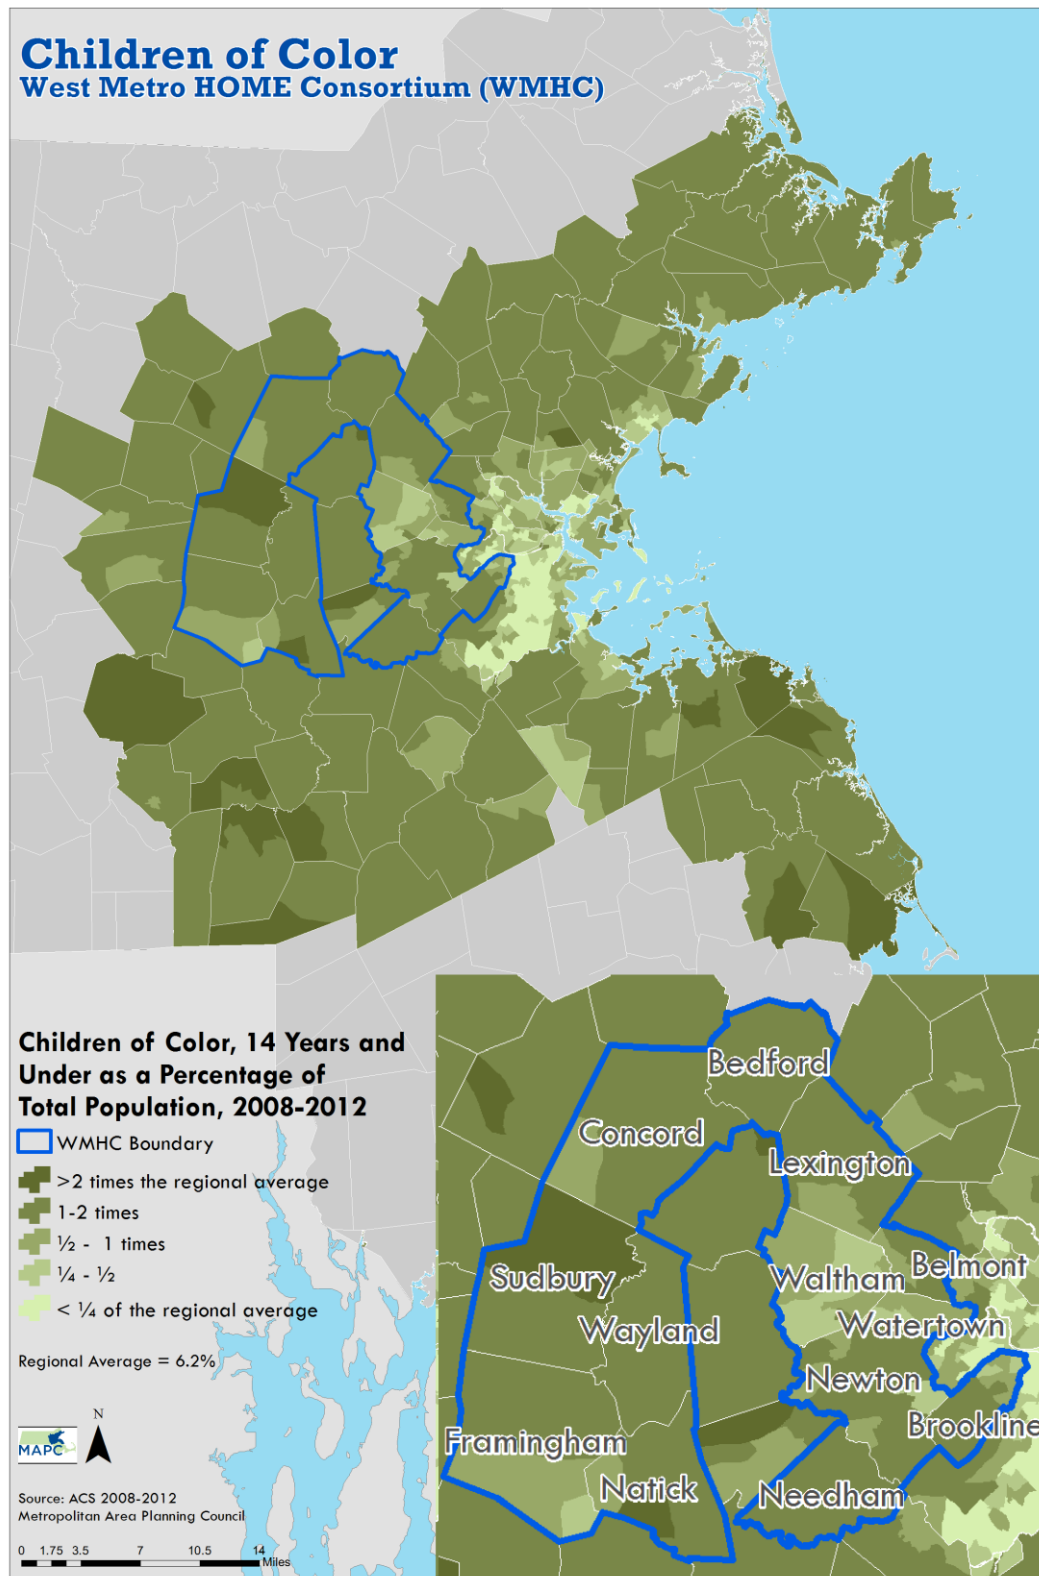 Children of Color
West Metro HOME Consortium (WMHC)
Children of Color, 14 Years and
Under as a Percentage of
Total Population, 2008-2012
WMHC Boundary
>2 times the regional average
1-2 times
½ - 1 times
¼ - ½
< ¼ of the regional average
Regional Average = 6.2%
N
MAPC
Source: ACS 2008-2012
Metropolitan Area Planning Council
0 1.75 3.5 7 10.5 14
Miles
Bedford
Concord
Lexington
Sudbury
Waltham
Belmont
Wayland
Watertown
Newton
Brookline
Framingham
Natick
Needham